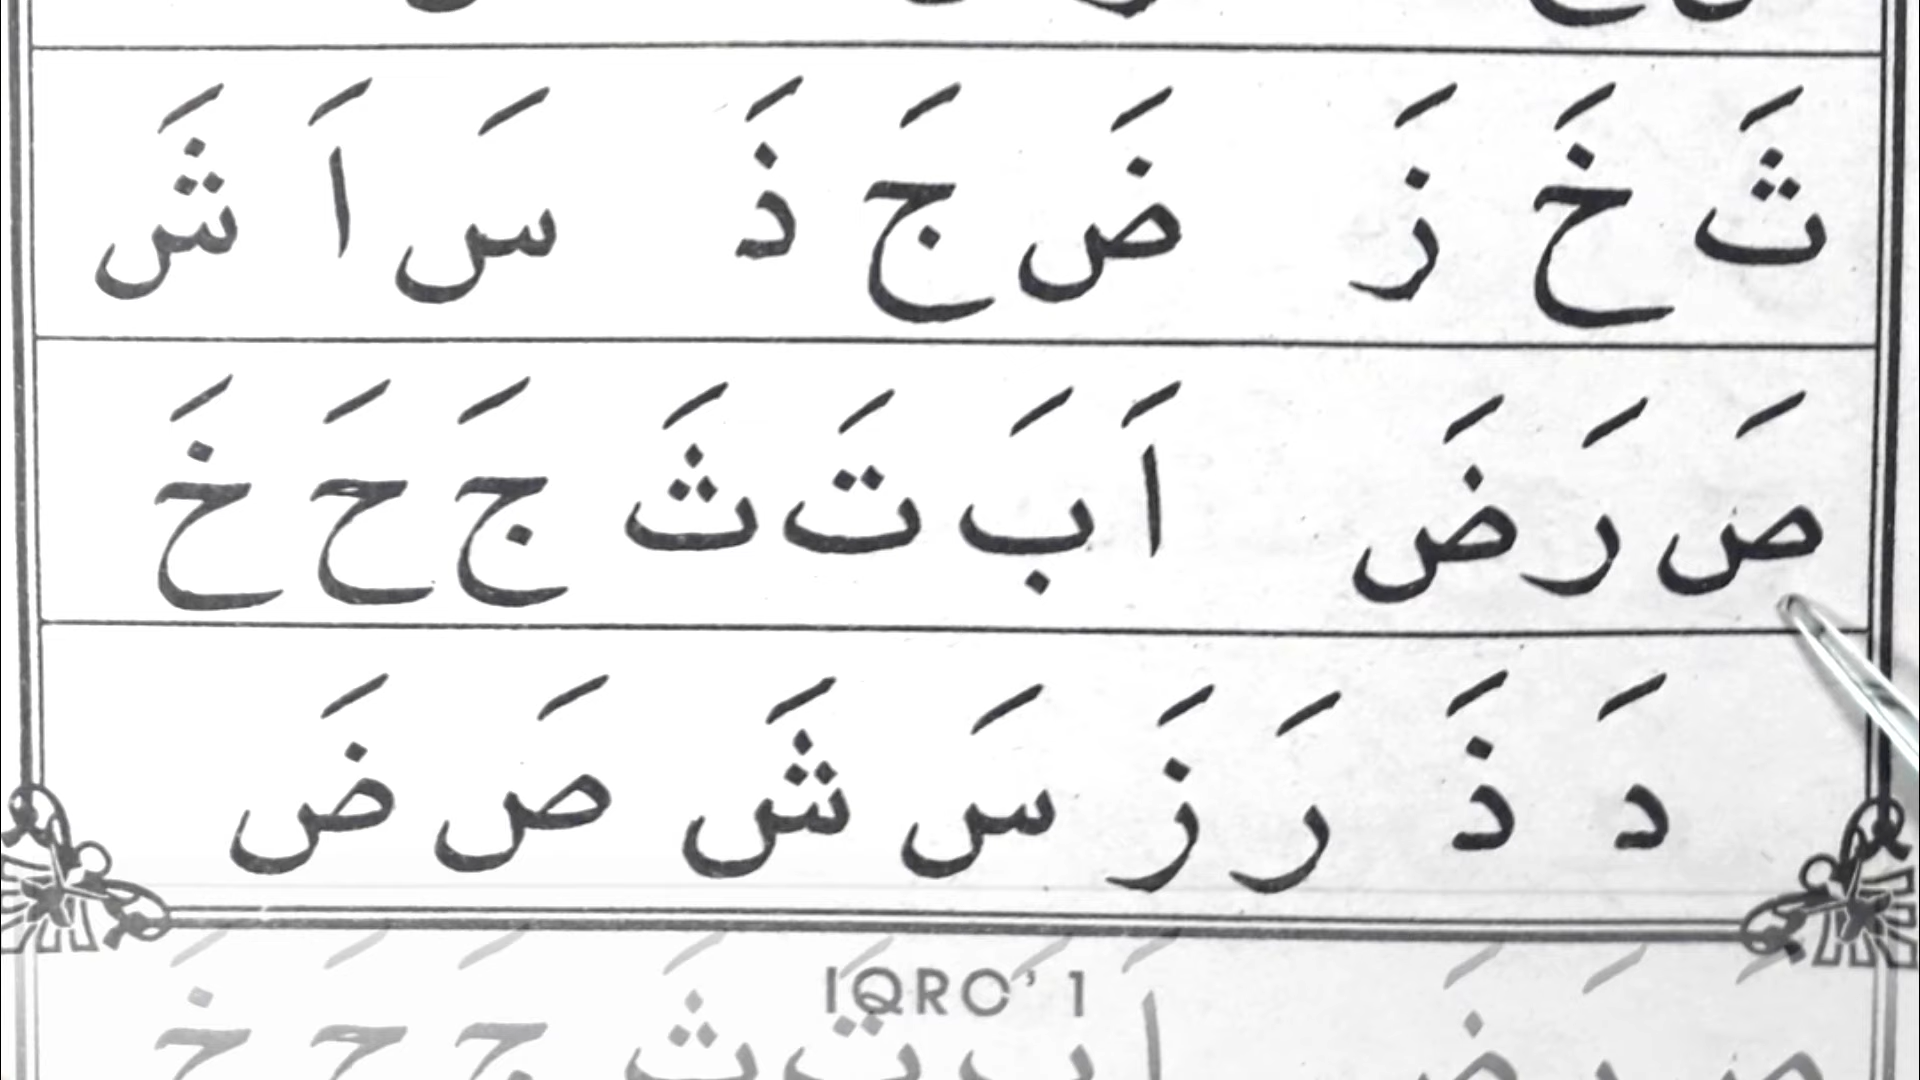 ثَ خَ زَ ضَ جَ ذَ سَ اَ شَ
صَ رَ ضَ اَ بَ تَ ثَ جَ حَ خَ
دَ ذَ رَ زَ سَ شَ صَ ضَ
IQRO' 1